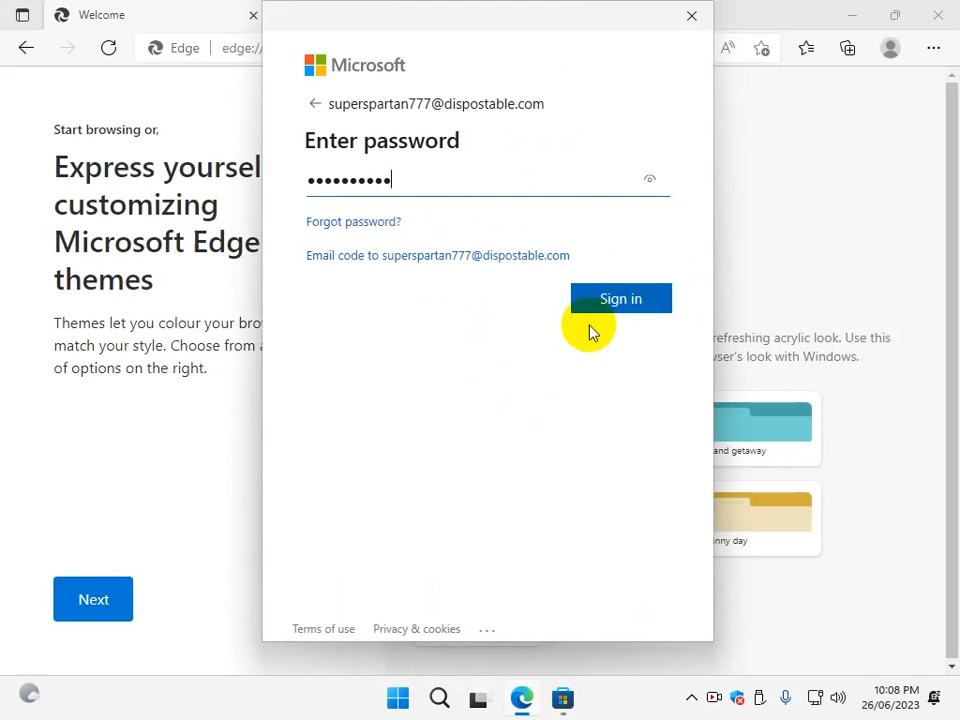 Welcome
Edge
edge://
Microsoft
superspartan777@dispostable.com
Enter password
Forgot password?
Email code to superspartan777@dispostable.com
Sign in
Terms of use
Privacy & cookies
Start browsing or,
Express yoursel
customizing
Microsoft Edge
themes
Themes let you colour your bro
match your style. Choose from a
of options on the right.
Next
refreshing acrylic look. Use this
ser's look with Windows.
and getaway
nny day
10:08 PM
26/06/2023